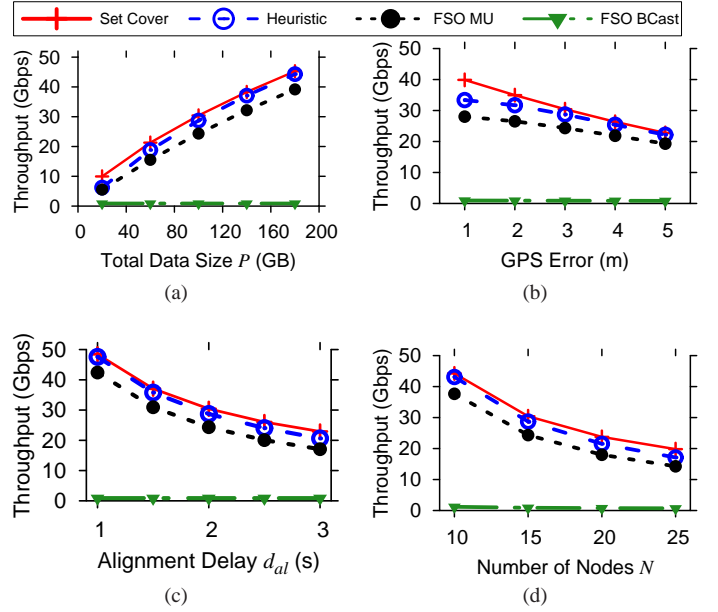 Set Cover Heuristic FSO MU FSO BCast
Throughput (Gbps)
60
50
40
30
20
10
0
0 40 80 120 160 200
Total Data Size P (GB)
(a)
Throughput (Gbps)
60
50
40
30
20
10
0
1 2 3 4 5
GPS Error (m)
(b)
Throughput (Gbps)
50
40
30
20
10
0
1 2 3
Alignment Delay d_al (s)
(c)
Throughput (Gbps)
50
40
30
20
10
0
10 15 20 25
Number of Nodes N
(d)